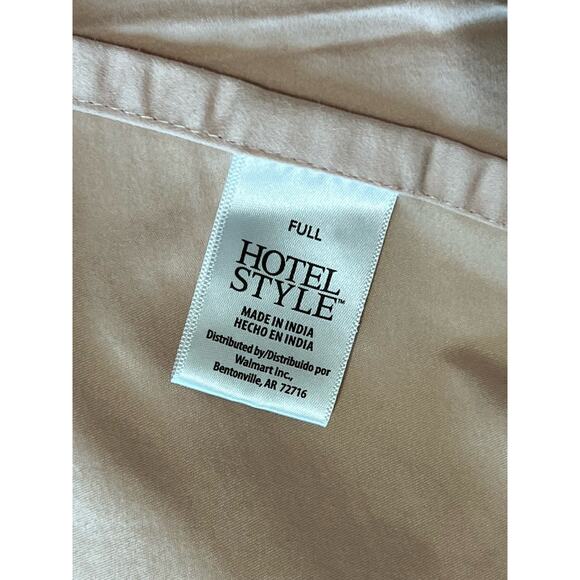 FULL
HOTEL
STYLE™
MADE IN INDIA
HECHO EN INDIA
Distributed by/Distribuido por
Walmart Inc.,
Bentonville, AR 72716